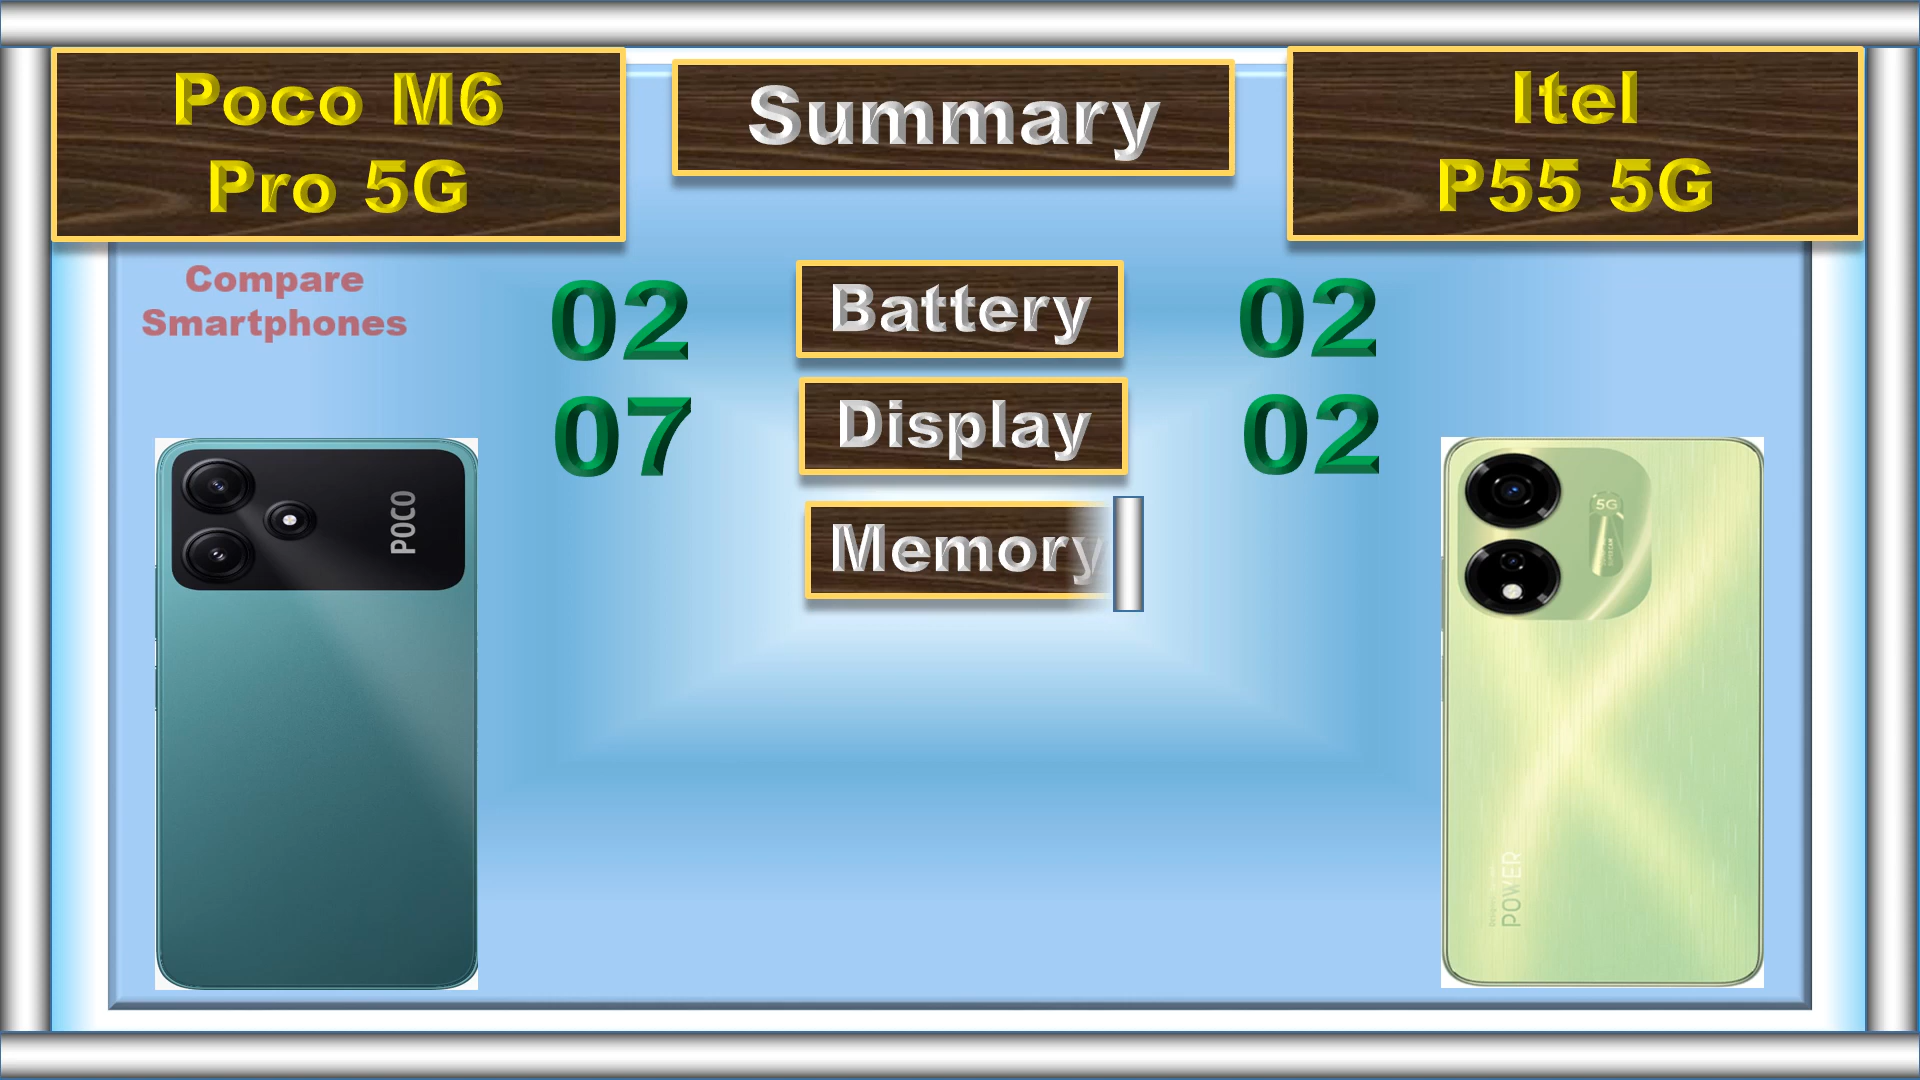 Poco M6
Pro 5G
Summary
Itel
P55 5G
Compare
Smartphones
02
Battery
02
07
Display
02
Memory
POCO
5G
POWER